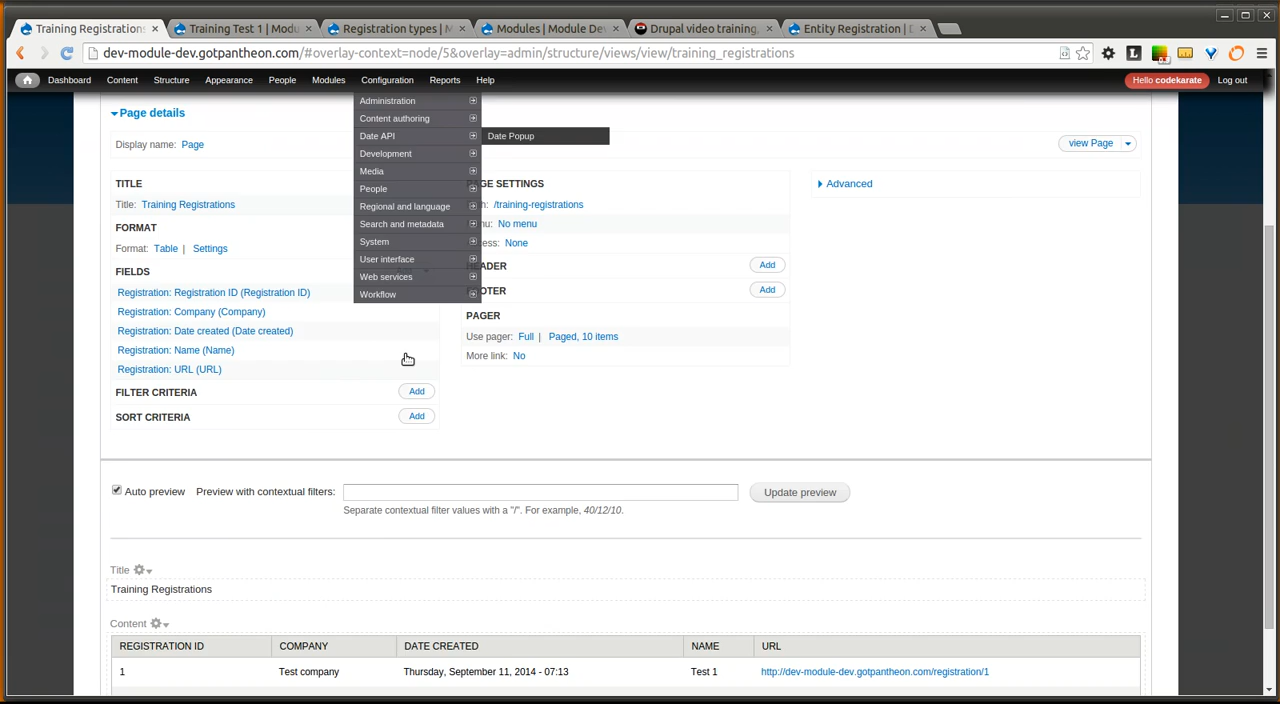 Training Registrations
Training Test 1 | Modu
Registration types | M
Modules | Module De
Drupal video training,
Entity Registration | D
dev-module-dev.gotpantheon.com/#overlay-context=node/5&overlay=admin/structure/views/view/training_registrations
Dashboard Content Structure Appearance People Modules Configuration Reports Help Hello codekarate Log out
Page details
Display name: Page
view Page
Administration
Content authoring
Date API
Date Popup
Development
Media
People
Regional and language
Search and metadata
System
User interface
Web services
Workflow
TITLE
Title: Training Registrations
FORMAT
Format: Table | Settings
FIELDS
Registration: Registration ID (Registration ID)
Registration: Company (Company)
Registration: Date created (Date created)
Registration: Name (Name)
Registration: URL (URL)
FILTER CRITERIA Add
SORT CRITERIA Add
GE SETTINGS
h: /training-registrations
nu: No menu
ess: None
EADER Add
OTER Add
PAGER
Use pager: Full | Paged, 10 items
More link: No
Advanced
Auto preview Preview with contextual filters: Update preview
Separate contextual filter values with a "/". For example, 40/12/10.
Title
Training Registrations
Content
REGISTRATION ID COMPANY DATE CREATED NAME URL
1 Test company Thursday, September 11, 2014 - 07:13 Test 1 http://dev-module-dev.gotpantheon.com/registration/1